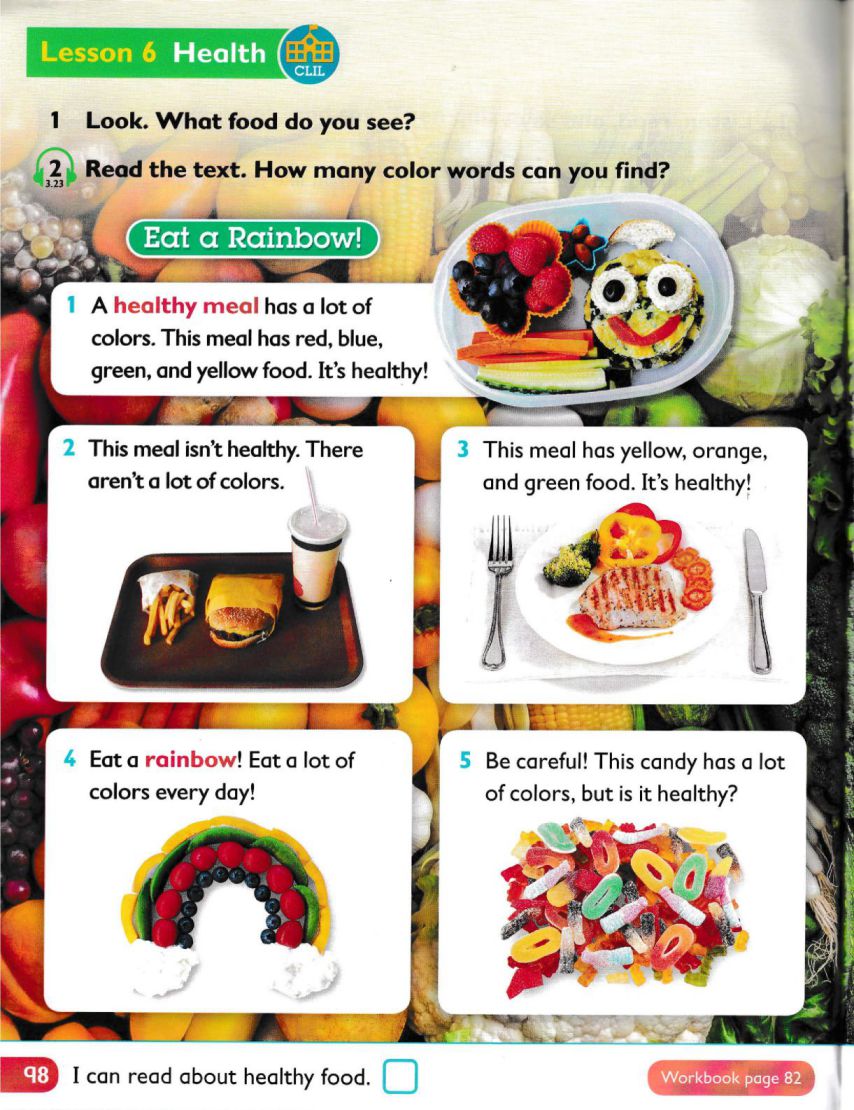 Lesson 6 Health
CLIL
1 Look. What food do you see?
2 Read the text. How many color words can you find?
3.23
Eat a Rainbow!
1 A healthy meal has a lot of
colors. This meal has red, blue,
green, and yellow food. It's healthy!
2 This meal isn't healthy. There
aren't a lot of colors.
3 This meal has yellow, orange,
and green food. It's healthy!
4 Eat a rainbow! Eat a lot of
colors every day!
5 Be careful! This candy has a lot
of colors, but is it healthy?
98 I can read about healthy food.
Workbook page 82